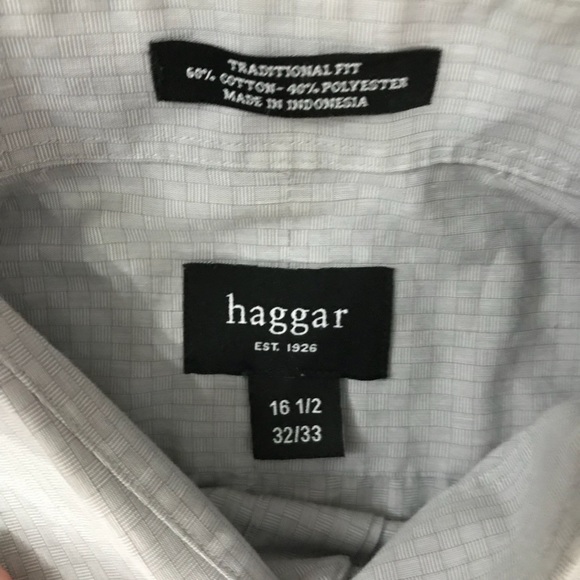 TRADITIONAL FIT
60% COTTON-40% POLYESTER
MADE IN INDONESIA
haggar
EST. 1926
16 1/2
32/33